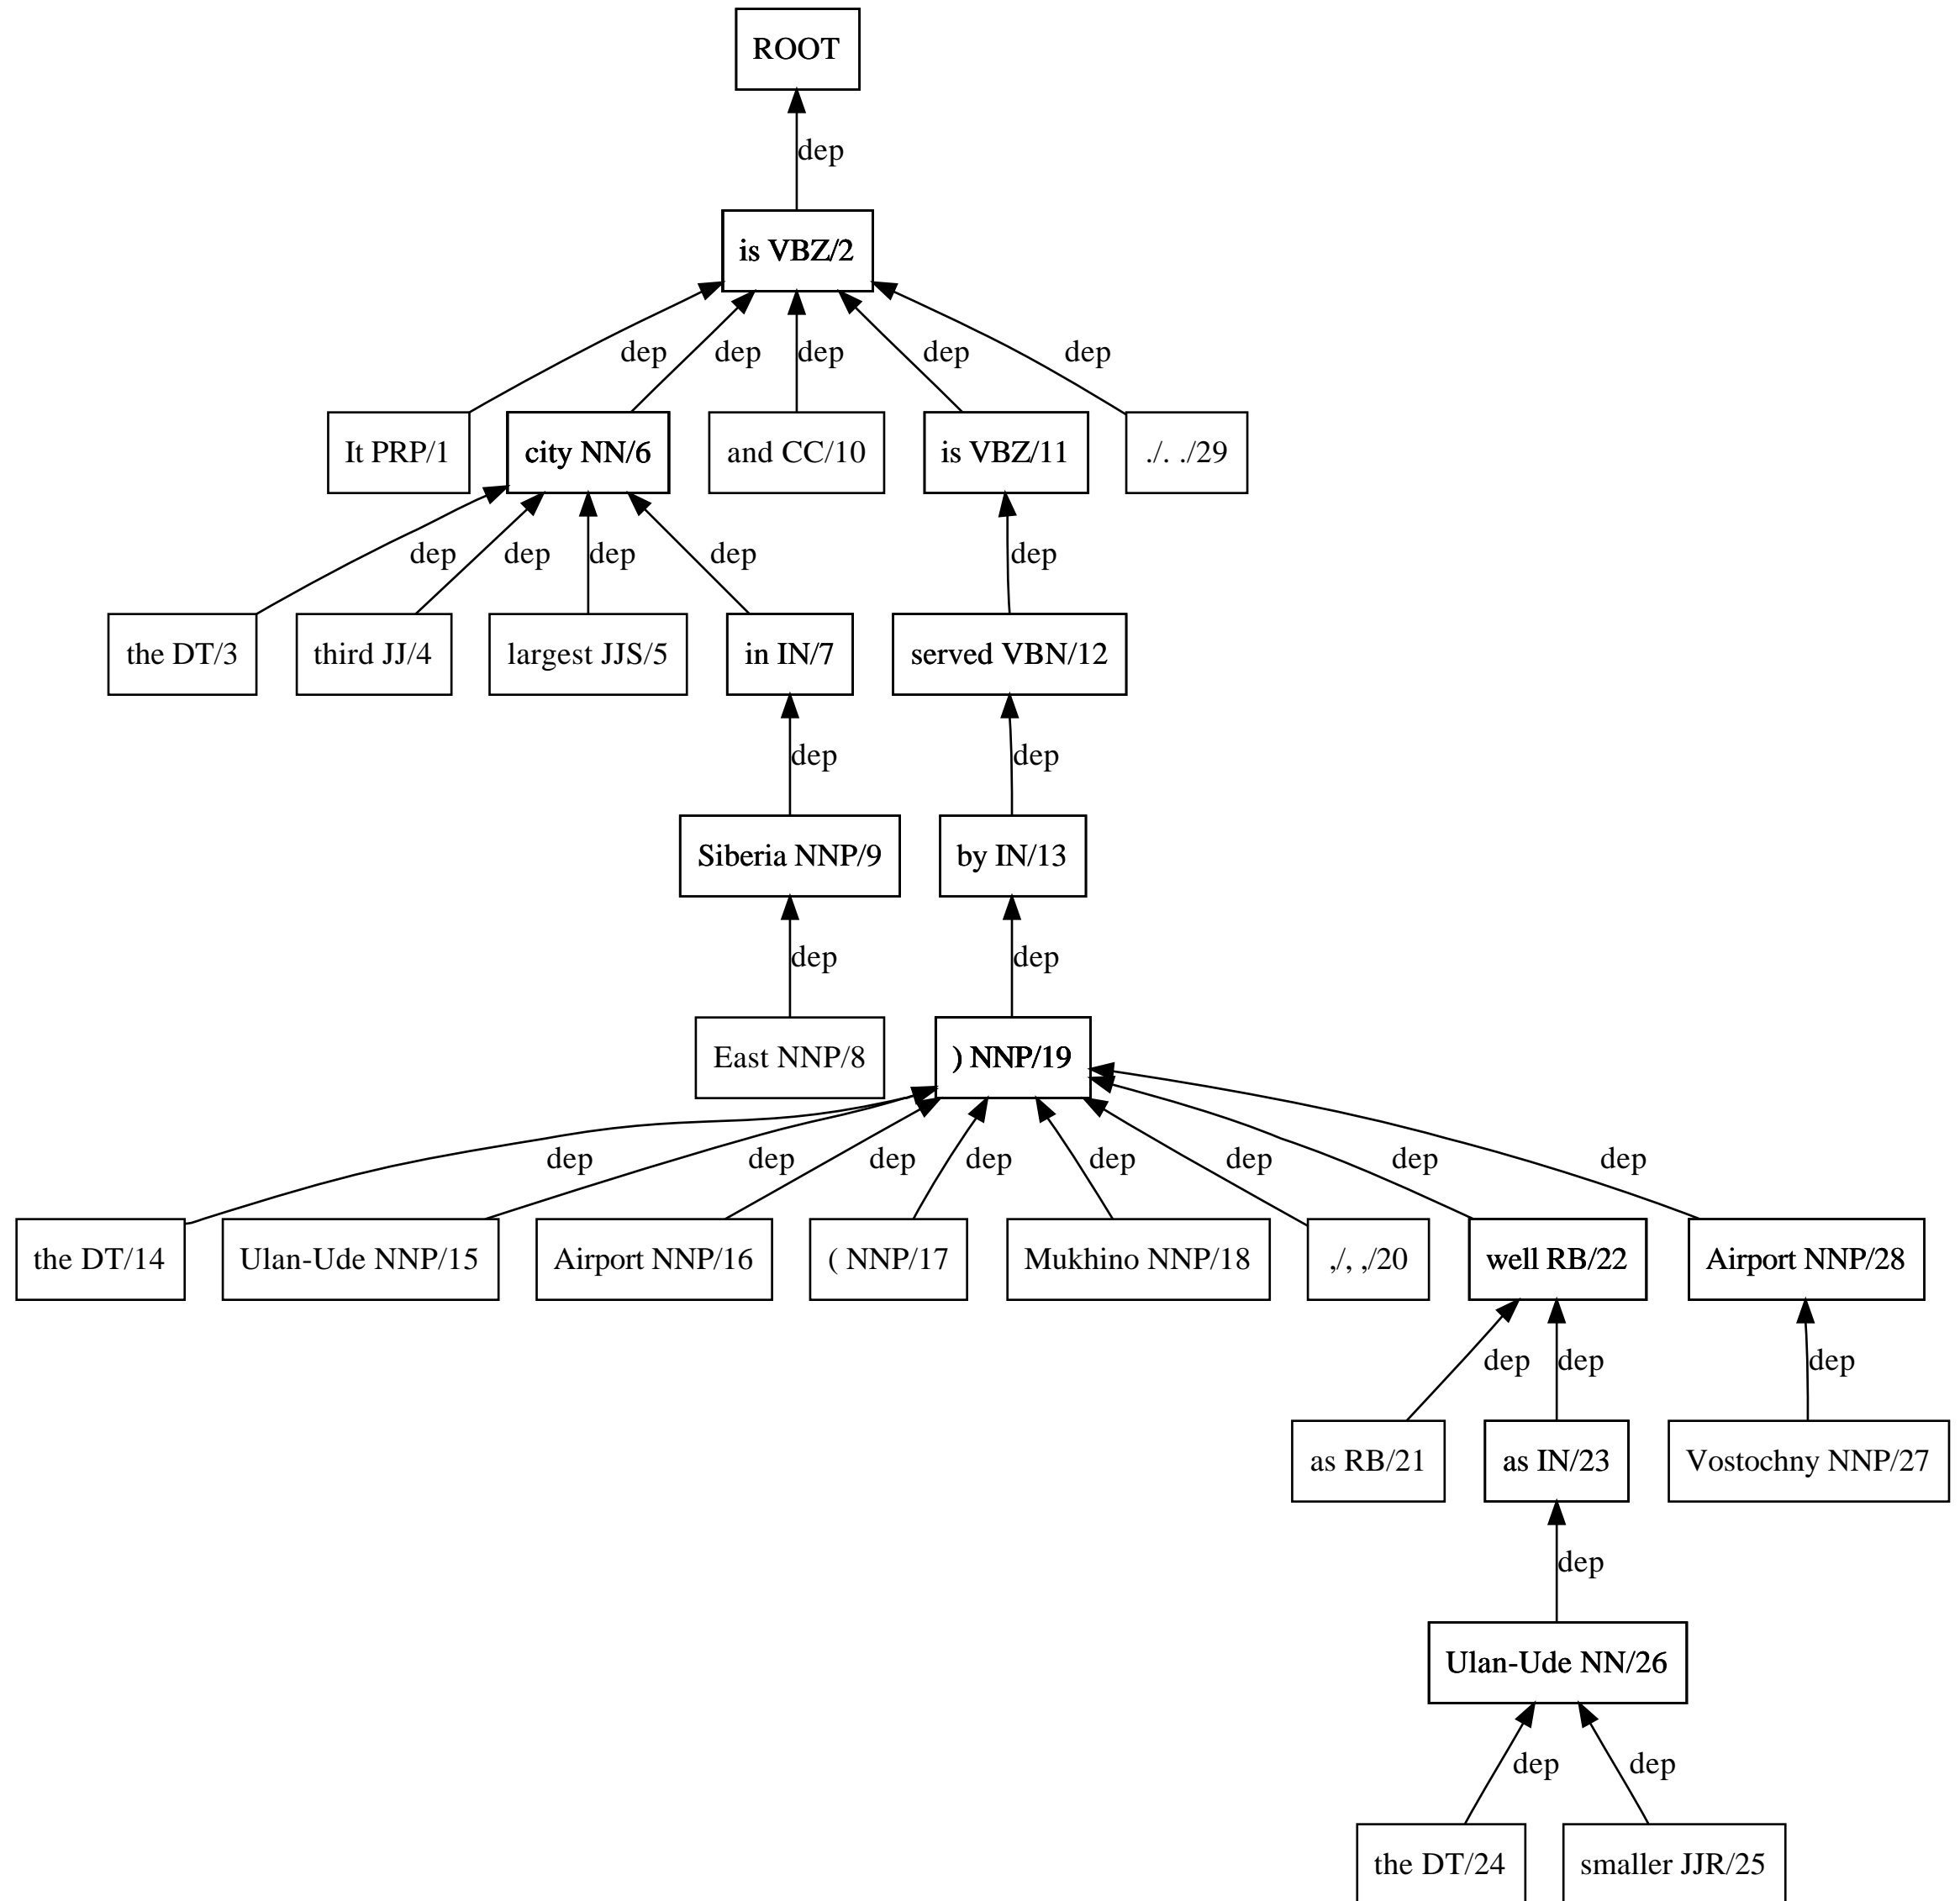 ROOT
dep
is VBZ/2
dep dep dep dep dep
It PRP/1 city NN/6 and CC/10 is VBZ/11 ./. ./29
dep dep dep dep dep
the DT/3 third JJ/4 largest JJS/5 in IN/7 served VBN/12
dep dep
Siberia NNP/9 by IN/13
dep dep
East NNP/8 ) NNP/19
dep dep dep dep dep dep dep dep
the DT/14 Ulan-Ude NNP/15 Airport NNP/16 ( NNP/17 Mukhino NNP/18 ,/, ,/20 well RB/22 Airport NNP/28
dep dep dep
as RB/21 as IN/23 Vostochny NNP/27
dep
Ulan-Ude NN/26
dep dep
the DT/24 smaller JJR/25